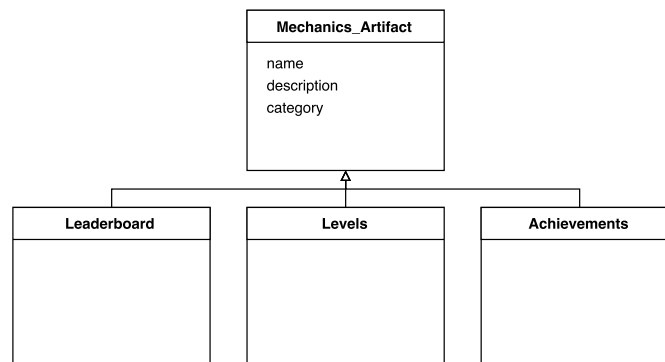 Mechanics_Artifact
name
description
category
Leaderboard
Levels
Achievements